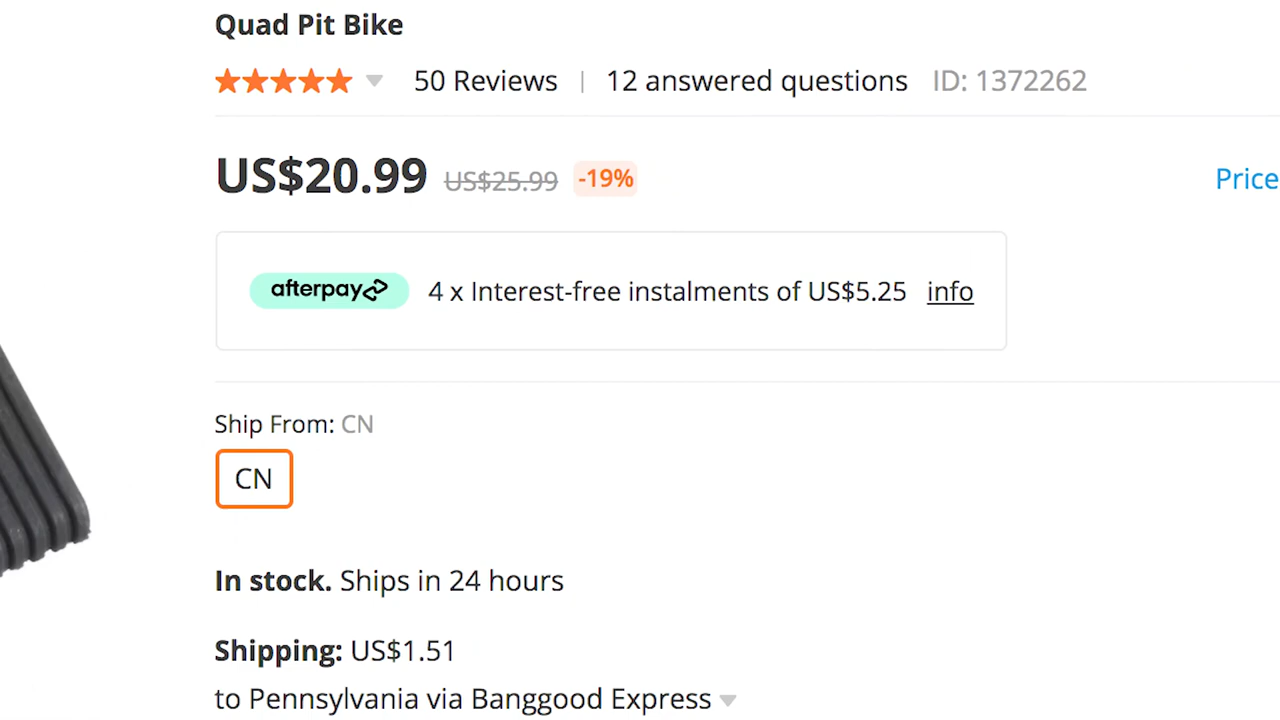 Quad Pit Bike
50 Reviews | 12 answered questions ID: 1372262
US$20.99 US$25.99 -19% Price
afterpay 4 x Interest-free instalments of US$5.25 info
Ship From: CN
CN
In stock. Ships in 24 hours
Shipping: US$1.51
to Pennsylvania via Banggood Express